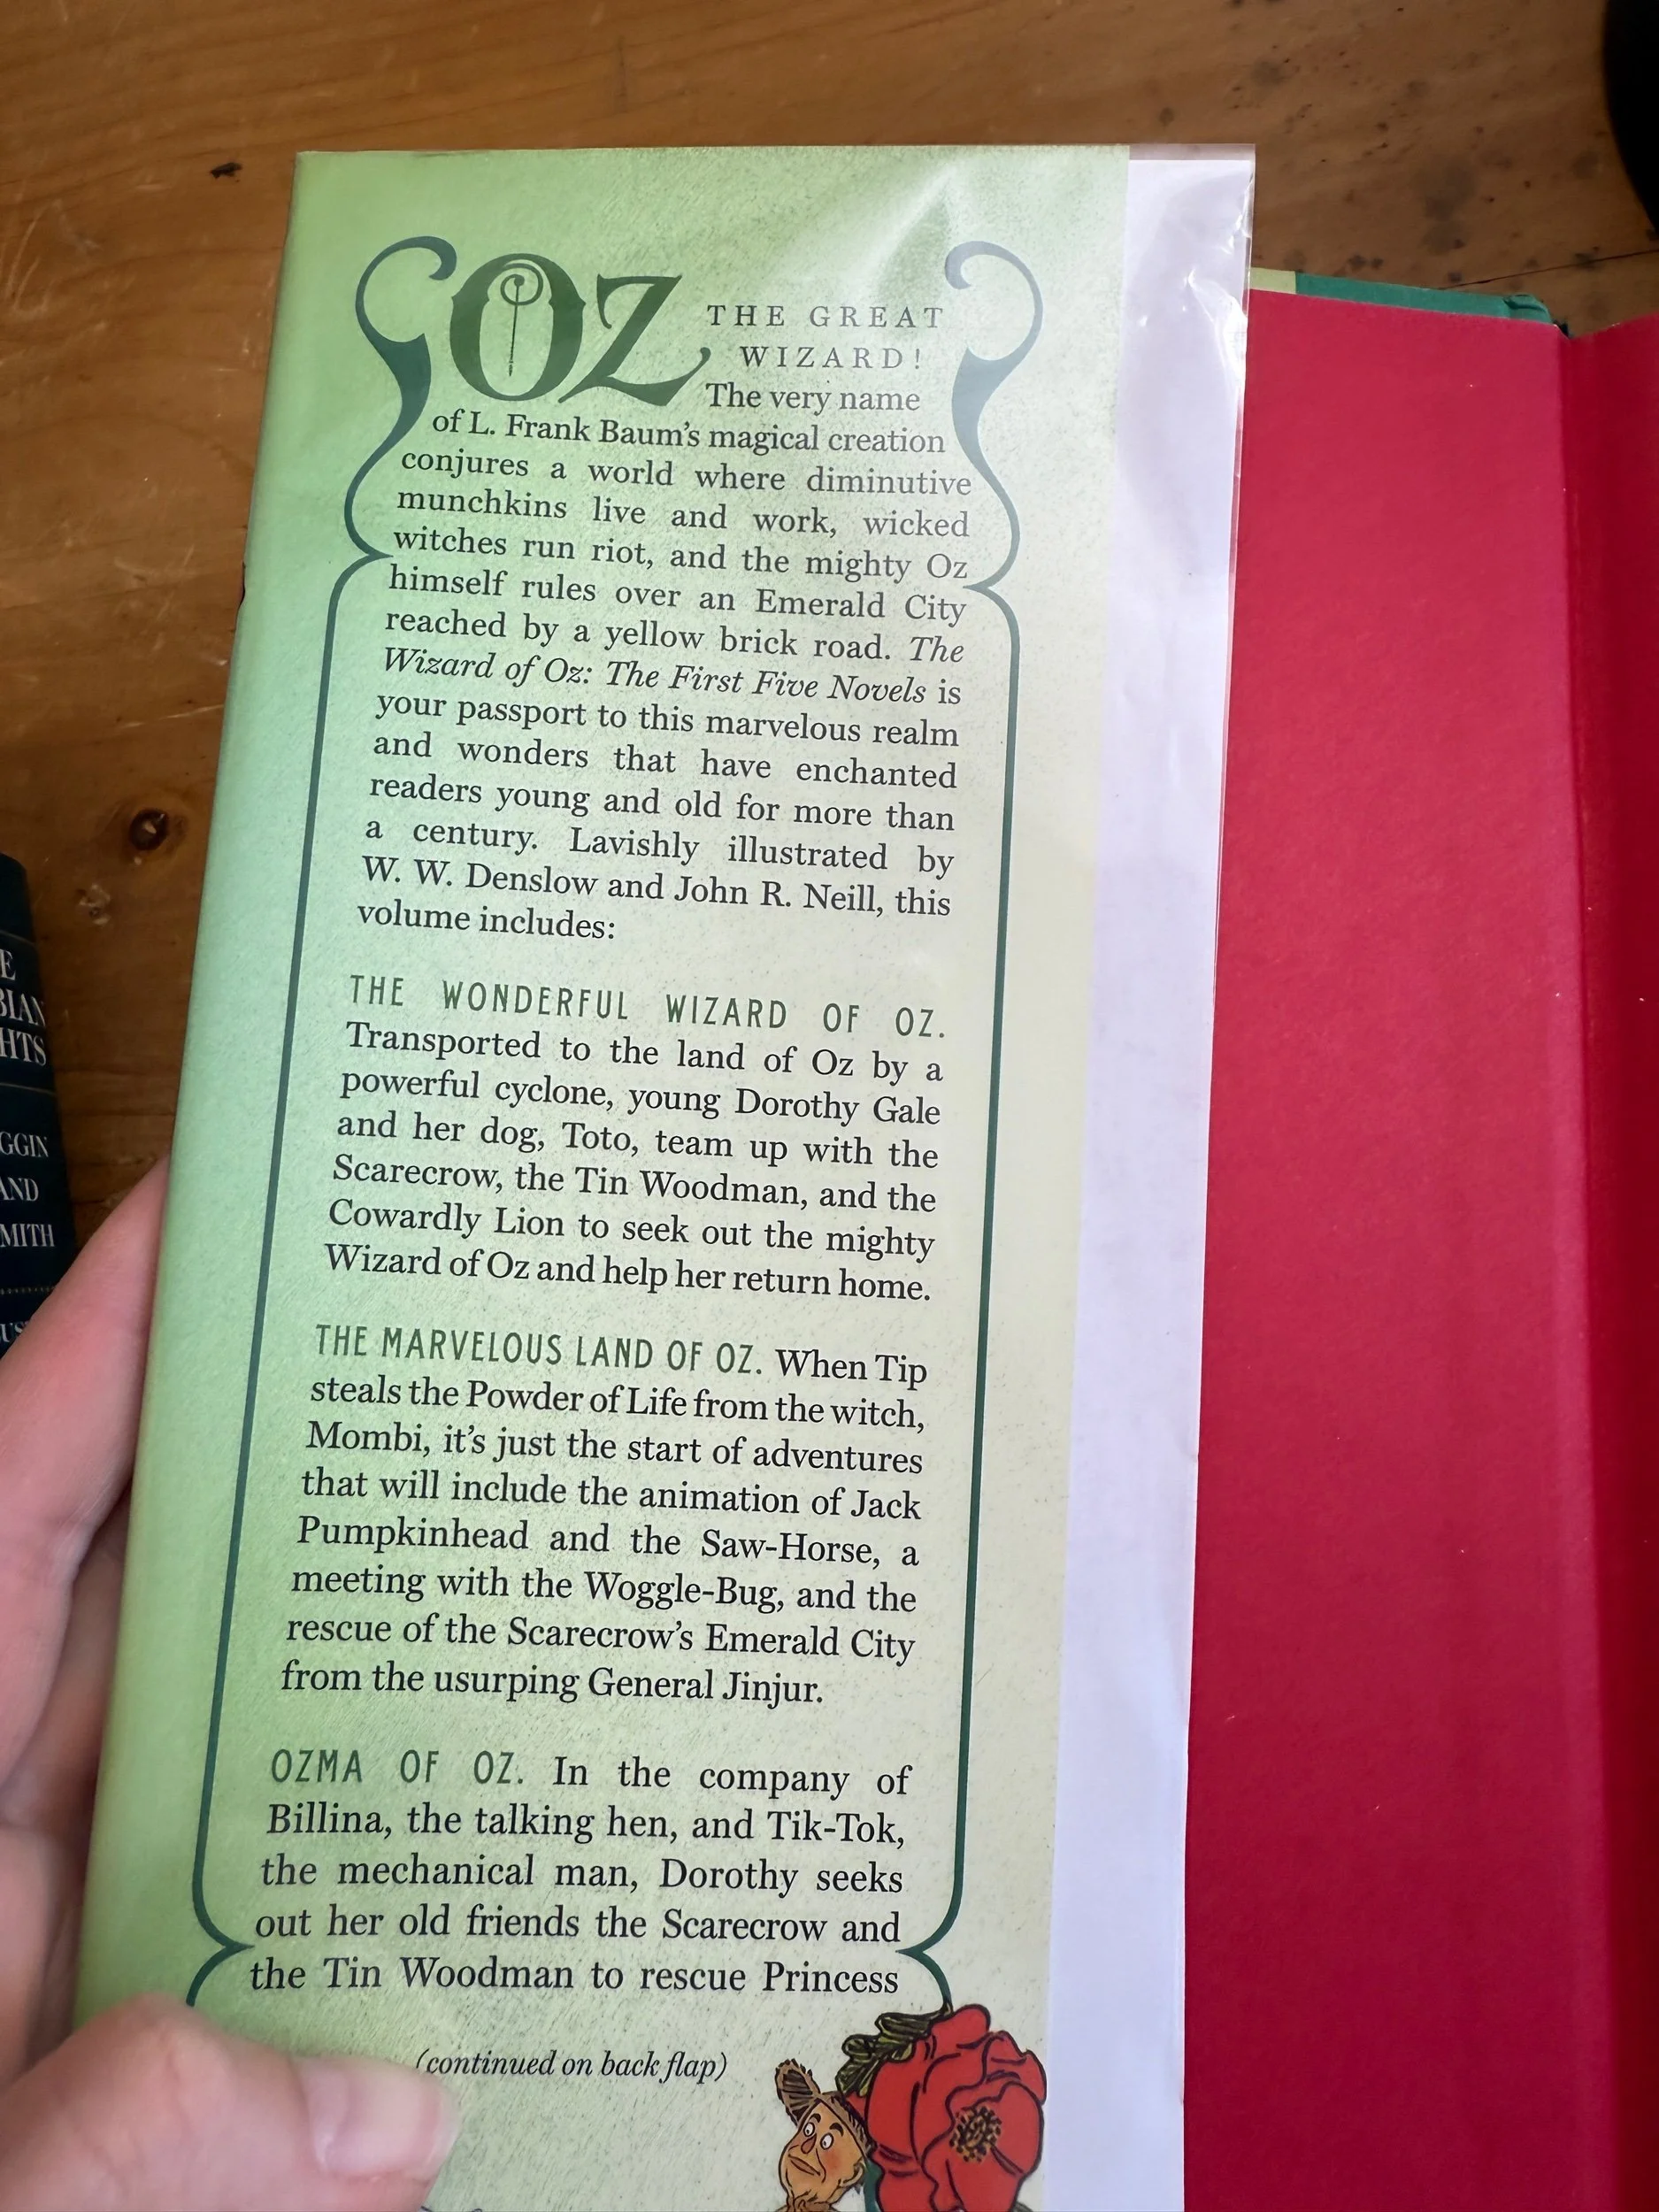 OZ THE GREAT
WIZARD!
The very name
of L. Frank Baum's magical creation
conjures a world where diminutive
munchkins live and work, wicked
witches run riot, and the mighty Oz
himself rules over an Emerald City
reached by a yellow brick road. The
Wizard of Oz: The First Five Novels is
your passport to this marvelous realm
and wonders that have enchanted
readers young and old for more than
a century. Lavishly illustrated by
W. W. Denslow and John R. Neill, this
volume includes:
THE WONDERFUL WIZARD OF OZ.
Transported to the land of Oz by a
powerful cyclone, young Dorothy Gale
and her dog, Toto, team up with the
Scarecrow, the Tin Woodman, and the
Cowardly Lion to seek out the mighty
Wizard of Oz and help her return home.
THE MARVELOUS LAND OF OZ. When Tip
steals the Powder of Life from the witch,
Mombi, it's just the start of adventures
that will include the animation of Jack
Pumpkinhead and the Saw-Horse, a
meeting with the Woggle-Bug, and the
rescue of the Scarecrow's Emerald City
from the usurping General Jinjur.
OZMA OF OZ. In the company of
Billina, the talking hen, and Tik-Tok,
the mechanical man, Dorothy seeks
out her old friends the Scarecrow and
the Tin Woodman to rescue Princess
(continued on back flap)